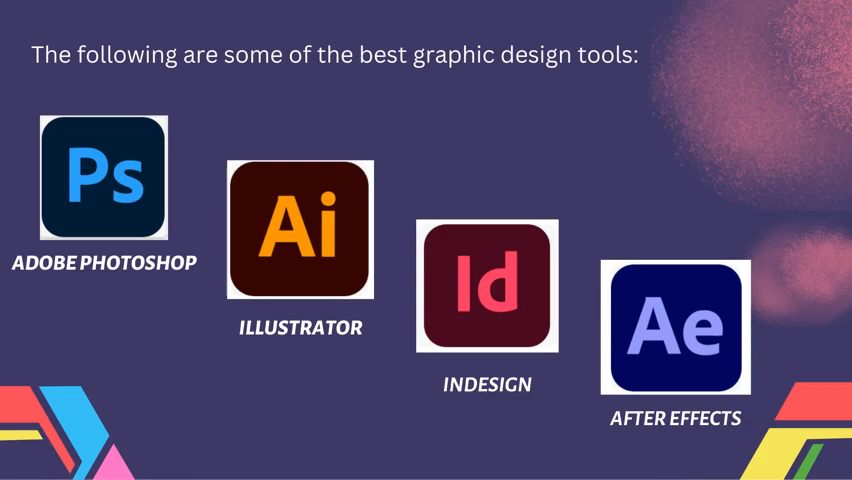 The following are some of the best graphic design tools:
Ps
ADOBE PHOTOSHOP
Ai
ILLUSTRATOR
Id
INDESIGN
Ae
AFTER EFFECTS